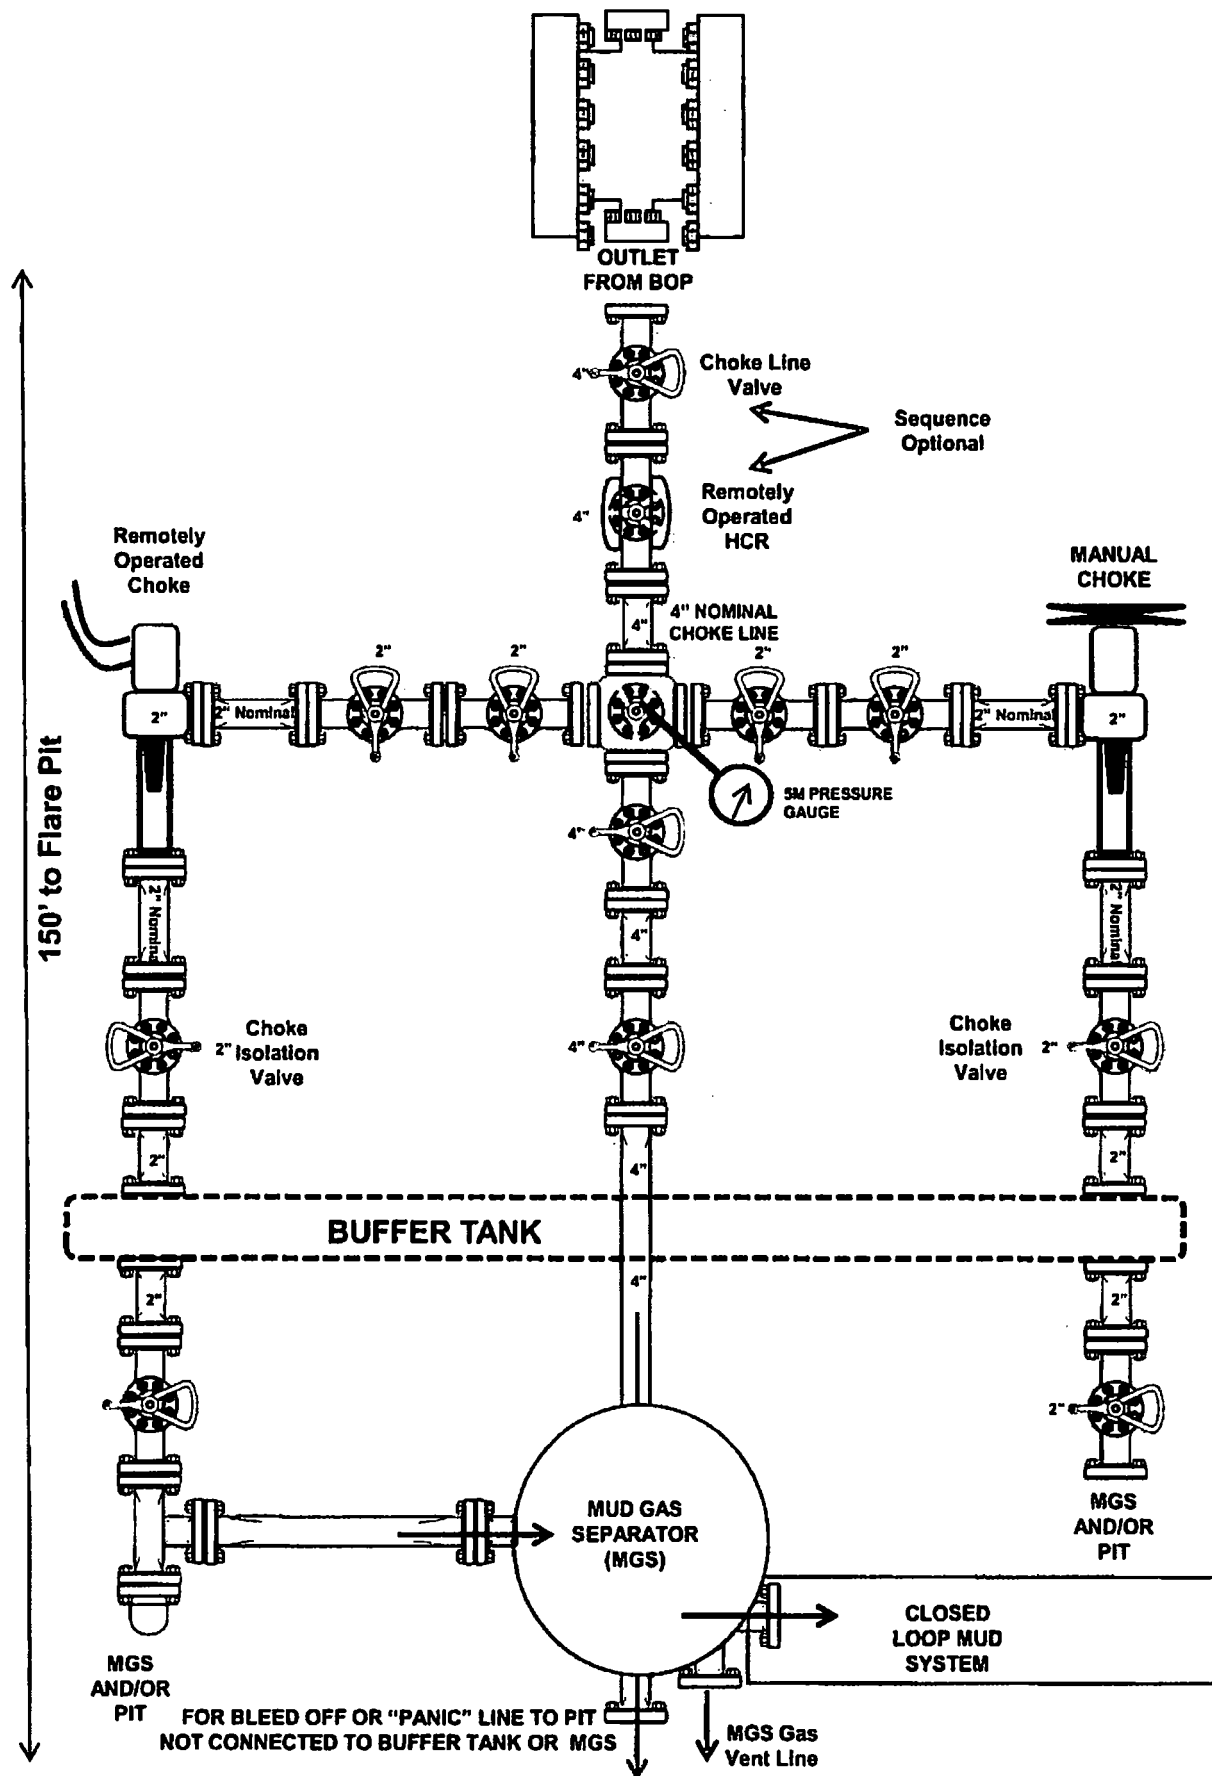 OUTLET
FROM BOP
4"
Choke Line
Valve
Sequence
Optional
4"
Remotely
Operated
HCR
Remotely
Operated
Choke
MANUAL
CHOKE
4"
4" NOMINAL
CHOKE LINE
2"
2"
2"
2"
2"
2" Nominal
2" Nominal
2"
5M PRESSURE
GAUGE
4"
150' to Flare Pit
2" Nominal
4"
2" Nominal
2"
Choke
Isolation
Valve
4"
Choke
Isolation
Valve
2"
2"
4"
2"
BUFFER TANK
2"
4"
2"
2"
MUD GAS
SEPARATOR
(MGS)
MGS
AND/OR
PIT
CLOSED
LOOP MUD
SYSTEM
MGS
AND/OR
PIT
FOR BLEED OFF OR "PANIC" LINE TO PIT
NOT CONNECTED TO BUFFER TANK OR MGS
MGS Gas
Vent Line